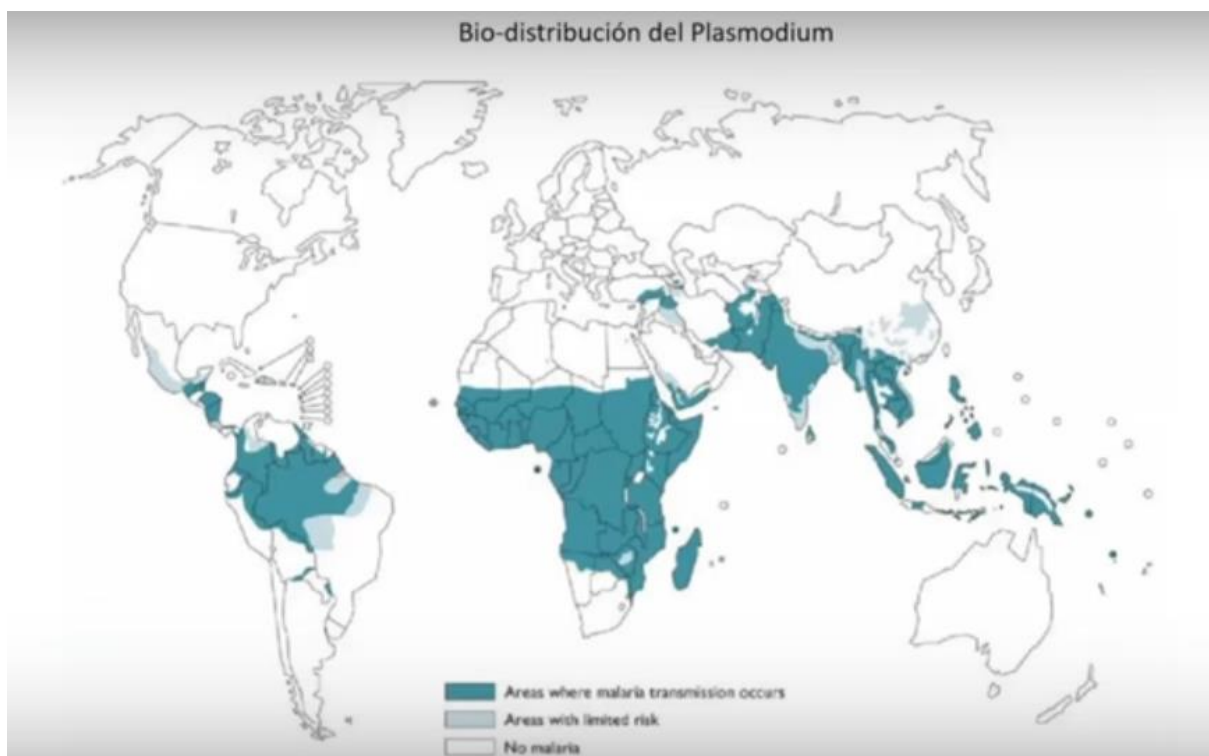 Bio-distribución del Plasmodium
Areas where malaria transmission occurs
Areas with limited risk
No malaria